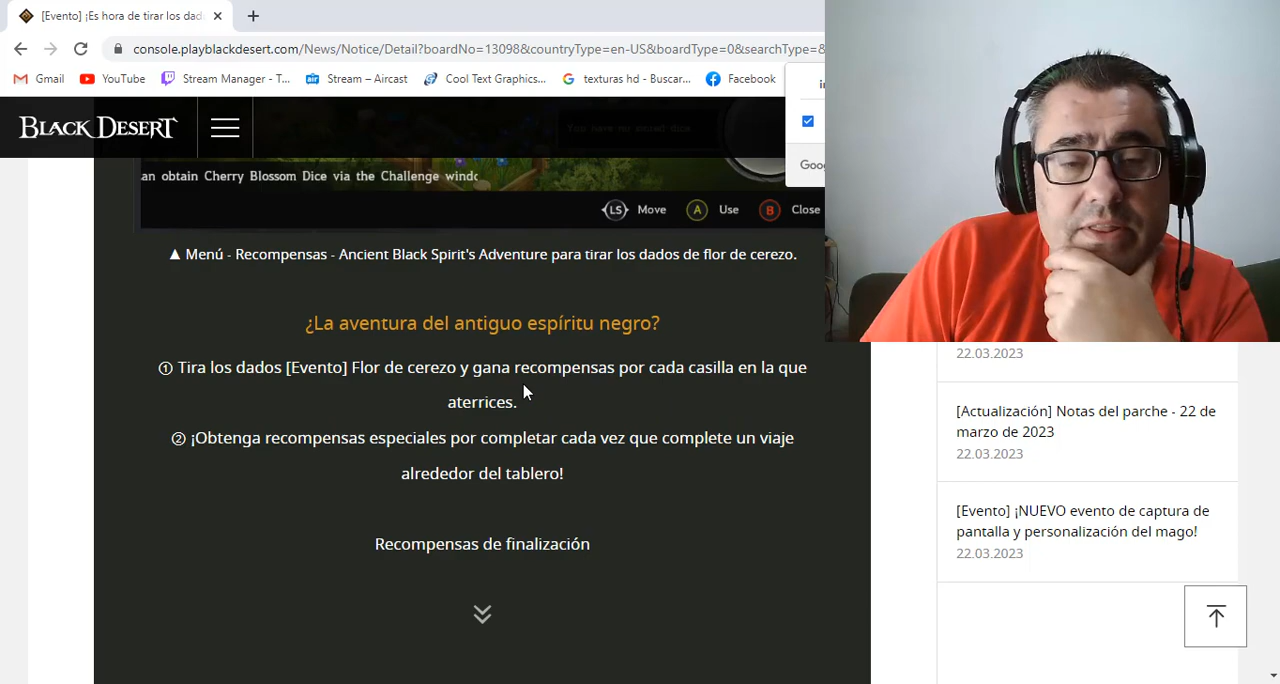 [Evento] ¡Es hora de tirar los dad
console.playblackdesert.com/News/Notice/Detail?boardNo=13098&countryType=en-US&boardType=0&searchType=&
Gmail
YouTube
Stream Manager - T...
Stream – Aircast
Cool Text Graphics...
texturas hd - Buscar...
Facebook
BLACK DESERT
You have no sacred dice
Goog
an obtain Cherry Blossom Dice via the Challenge windo
LS Move A Use B Close
▲ Menú - Recompensas - Ancient Black Spirit's Adventure para tirar los dados de flor de cerezo.
¿La aventura del antiguo espíritu negro?
① Tira los dados [Evento] Flor de cerezo y gana recompensas por cada casilla en la que
aterrices.
② ¡Obtenga recompensas especiales por completar cada vez que complete un viaje
alrededor del tablero!
Recompensas de finalización
22.03.2023
[Actualización] Notas del parche - 22 de
marzo de 2023
22.03.2023
[Evento] ¡NUEVO evento de captura de
pantalla y personalización del mago!
22.03.2023